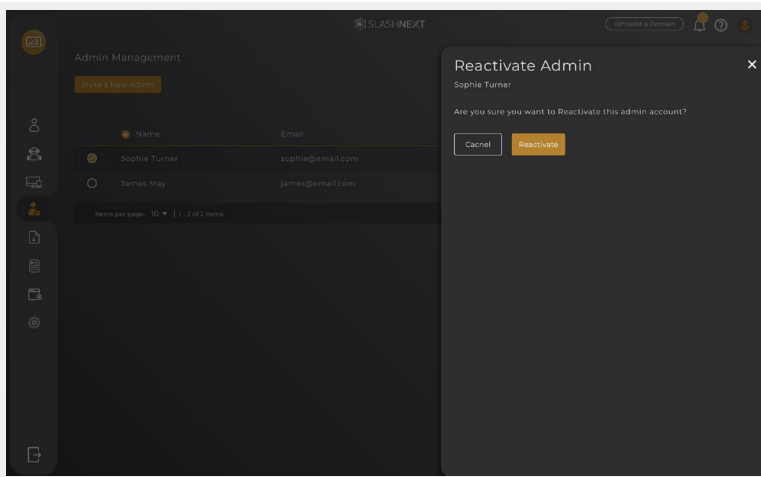 SLASHNEXT
Whitelist a Domain
Admin Management
Invite a New Admin
Name Email
Sophie Turner sophie@email.com
James May james@email.com
Items per page: 10 | 1 - 2 of 2 Items
Reactivate Admin
Sophie Turner
Are you sure you want to Reactivate this admin account?
Cacnel Reactivate